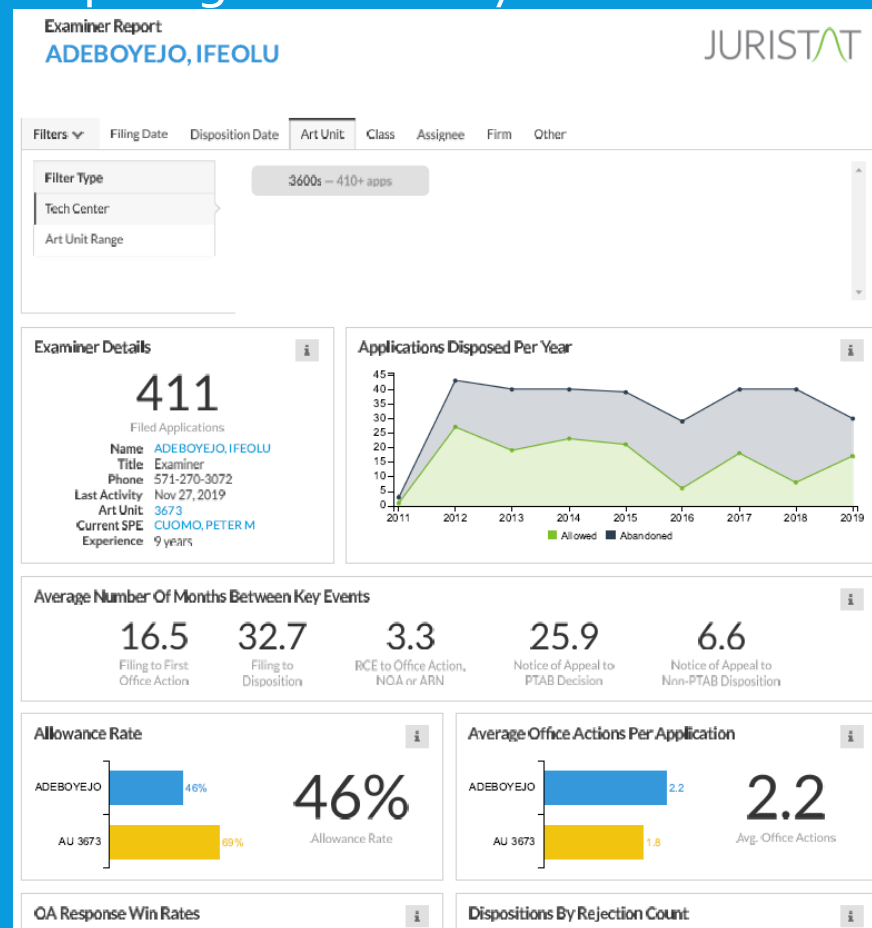 Examiner Report
ADEBOYEJO, IFEOLU
JURISTAT
Filters
Filing Date
Disposition Date
Art Unit
Class
Assignee
Firm
Other
Filter Type
Tech Center
Art Unit Range
3600s — 410+ apps
Examiner Details
i
411
Filed Applications
Name ADEBOYEJO, IFEOLU
Title Examiner
Phone 571-270-3072
Last Activity Nov 27, 2019
Art Unit 3673
Current SPE CUOMO, PETER M
Experience 9 years
Applications Disposed Per Year
i
45
40
35
30
25
20
15
10
5
0
2011 2012 2013 2014 2015 2016 2017 2018 2019
Allowed Abandoned
Average Number Of Months Between Key Events
i
16.5
Filing to First
Office Action
32.7
Filing to
Disposition
3.3
RCE to Office Action,
NOA or ABN
25.9
Notice of Appeal to
PTAB Decision
6.6
Notice of Appeal to
Non-PTAB Disposition
Allowance Rate
i
ADEBOYEJO 46%
AU 3673 69%
46%
Allowance Rate
Average Office Actions Per Application
i
ADEBOYEJO 2.2
AU 3673 1.8
2.2
Avg. Office Actions
OA Response Win Rates
i
Dispositions By Rejection Count
i